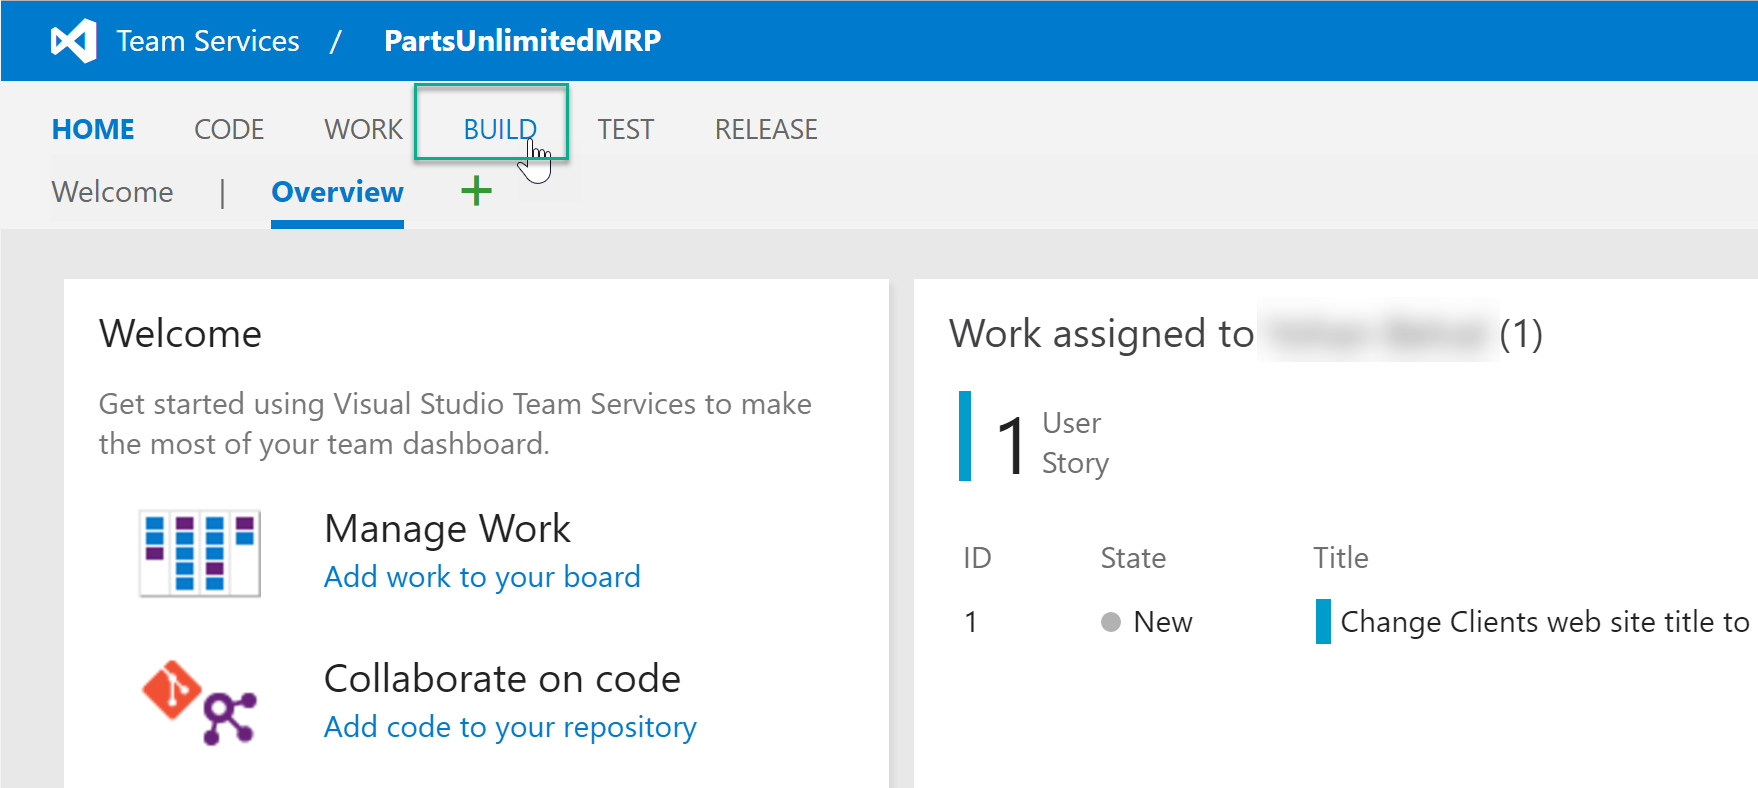 Team Services / PartsUnlimitedMRP
HOME CODE WORK BUILD TEST RELEASE
Welcome | Overview +
Welcome
Get started using Visual Studio Team Services to make
the most of your team dashboard.
Manage Work
Add work to your board
Collaborate on code
Add code to your repository
Work assigned to (1)
1 User
Story
ID State Title
1 New Change Clients web site title to